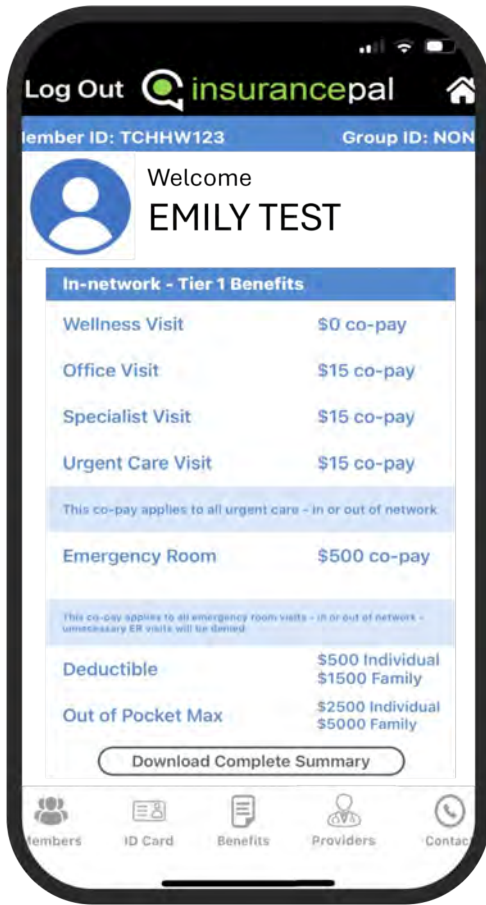 Log Out insurancepal
ember ID: TCHHW123 Group ID: NON
Welcome
EMILY TEST
In-network - Tier 1 Benefits
Wellness Visit $0 co-pay
Office Visit $15 co-pay
Specialist Visit $15 co-pay
Urgent Care Visit $15 co-pay
This co-pay applies to all urgent care - in or out of network
Emergency Room $500 co-pay
This co-pay applies to all emergency room visits - in or out of network -
unnecessary ER visits will be denied
Deductible $500 Individual
$1500 Family
Out of Pocket Max $2500 Individual
$5000 Family
Download Complete Summary
embers ID Card Benefits Providers Contac